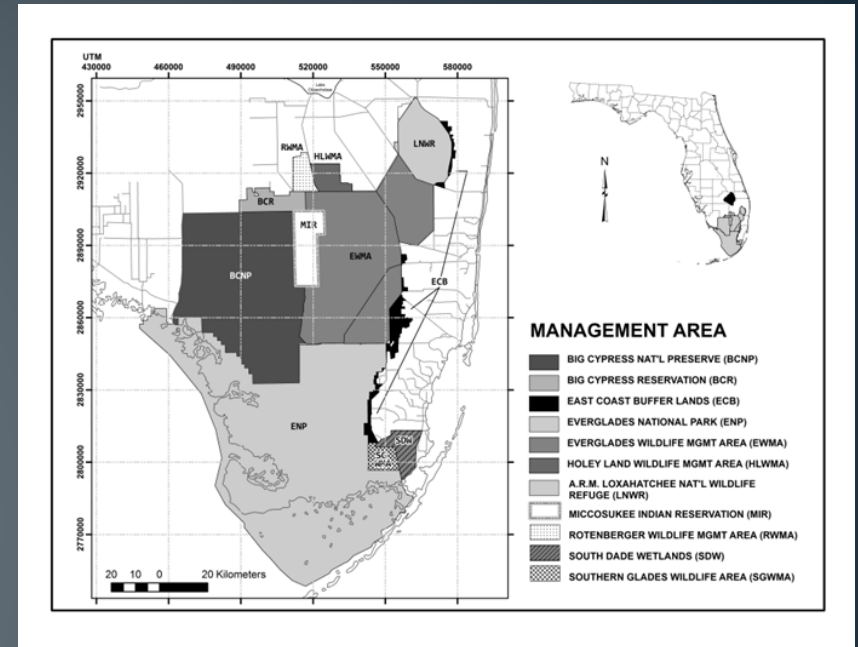 UTM
430000 460000 490000 520000 550000 580000
2950000
2920000
2890000
2860000
2830000
2800000
2770000
Lake
Okeechobee
LNWR
RWMA
HLWMA
BCR
MIR
EWMA
BCNP
ECB
ENP
SDW
SG
WMA
20 10 0 20 Kilometers
N
MANAGEMENT AREA
BIG CYPRESS NAT'L PRESERVE (BCNP)
BIG CYPRESS RESERVATION (BCR)
EAST COAST BUFFER LANDS (ECB)
EVERGLADES NATIONAL PARK (ENP)
EVERGLADES WILDLIFE MGMT AREA (EWMA)
HOLEY LAND WILDLIFE MGMT AREA (HLWMA)
A.R.M. LOXAHATCHEE NAT'L WILDLIFE
REFUGE (LNWR)
MICCOSUKEE INDIAN RESERVATION (MIR)
ROTENBERGER WILDLIFE MGMT AREA (RWMA)
SOUTH DADE WETLANDS (SDW)
SOUTHERN GLADES WILDLIFE AREA (SGWMA)